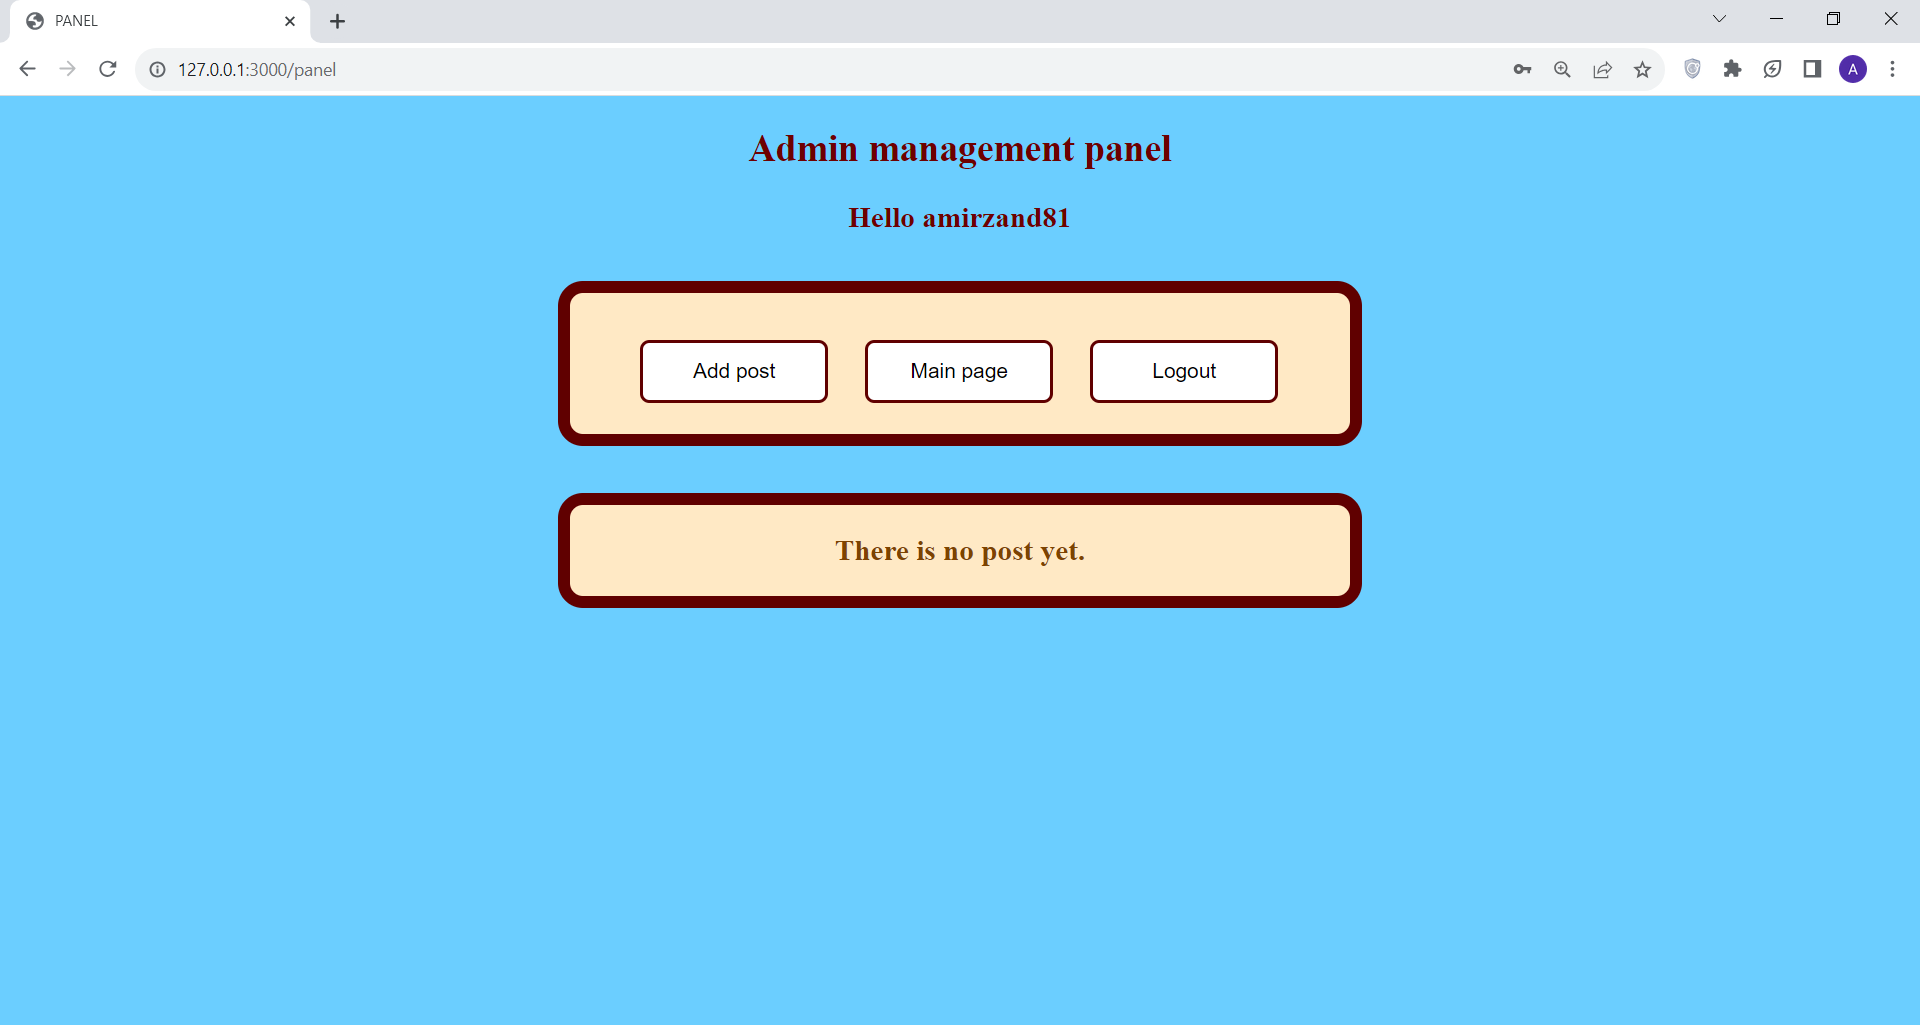 PANEL
127.0.0.1:3000/panel
A
Admin management panel
Hello amirzand81
Add post
Main page
Logout
There is no post yet.